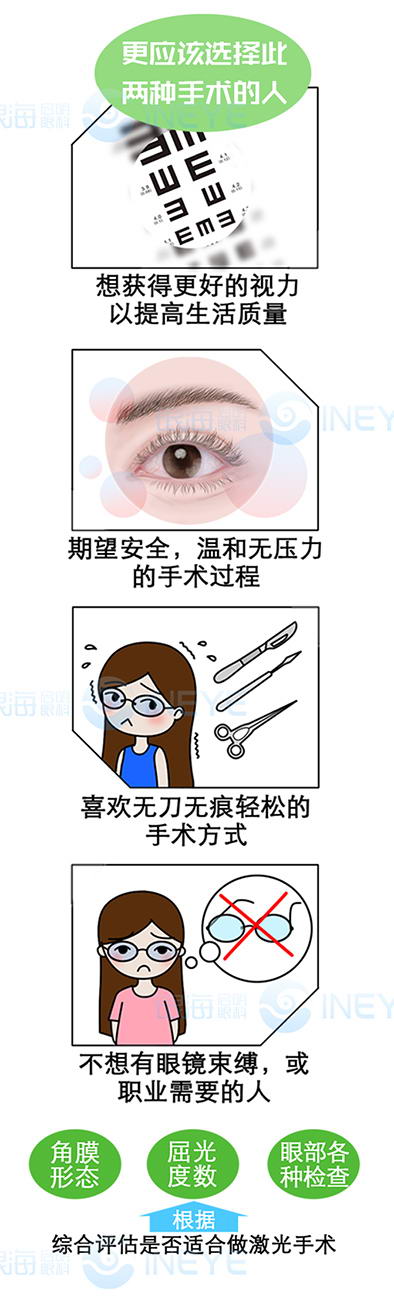 更应该选择此
两种手术的人
想获得更好的视力
以提高生活质量
INEYE
期望安全，温和无压力
的手术过程
INEYE
喜欢无刀无痕轻松的
手术方式
INEYE
不想有眼镜束缚，或
职业需要的人
角膜
形态
屈光
度数
眼部各
种检查
根据
综合评估是否适合做激光手术
INEYE